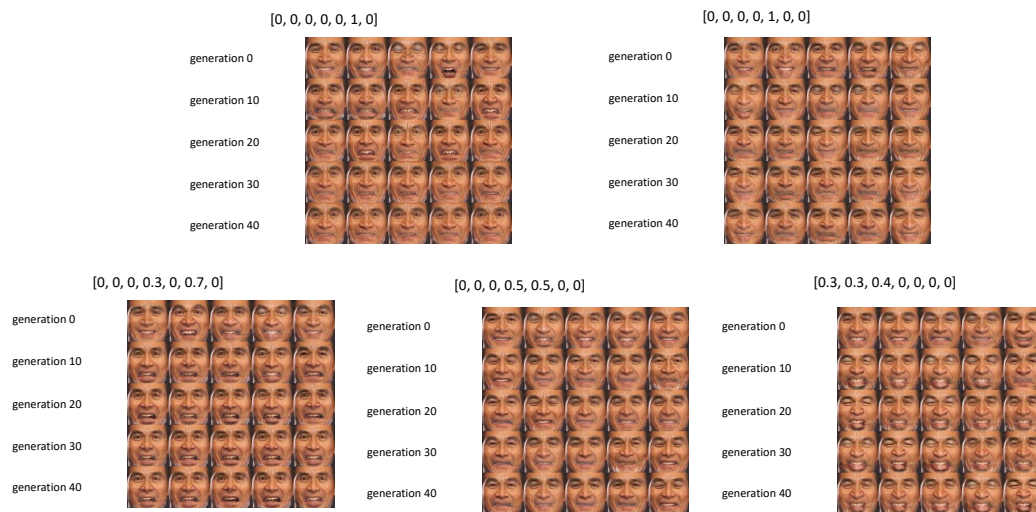 [0, 0, 0, 0, 0, 1, 0]
generation 0
generation 10
generation 20
generation 30
generation 40
[0, 0, 0, 0, 1, 0, 0]
generation 0
generation 10
generation 20
generation 30
generation 40
[0, 0, 0, 0.3, 0, 0.7, 0]
generation 0
generation 10
generation 20
generation 30
generation 40
[0, 0, 0, 0.5, 0.5, 0, 0]
generation 0
generation 10
generation 20
generation 30
generation 40
[0.3, 0.3, 0.4, 0, 0, 0, 0]
generation 0
generation 10
generation 20
generation 30
generation 40